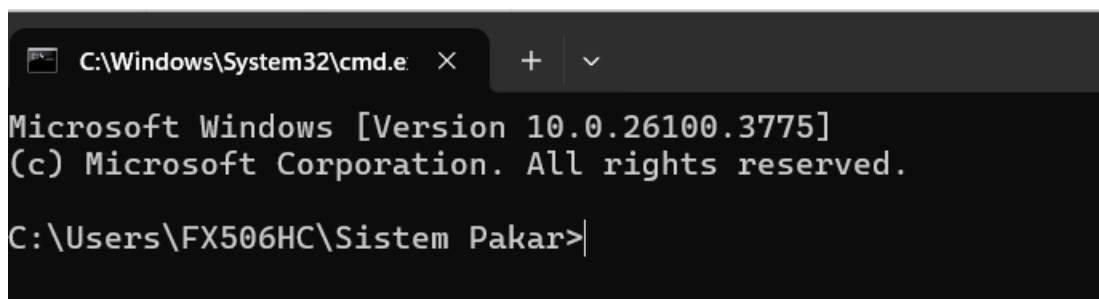 C:\Windows\System32\cmd.e
Microsoft Windows [Version 10.0.26100.3775]
(c) Microsoft Corporation. All rights reserved.
C:\Users\FX506HC\Sistem Pakar>